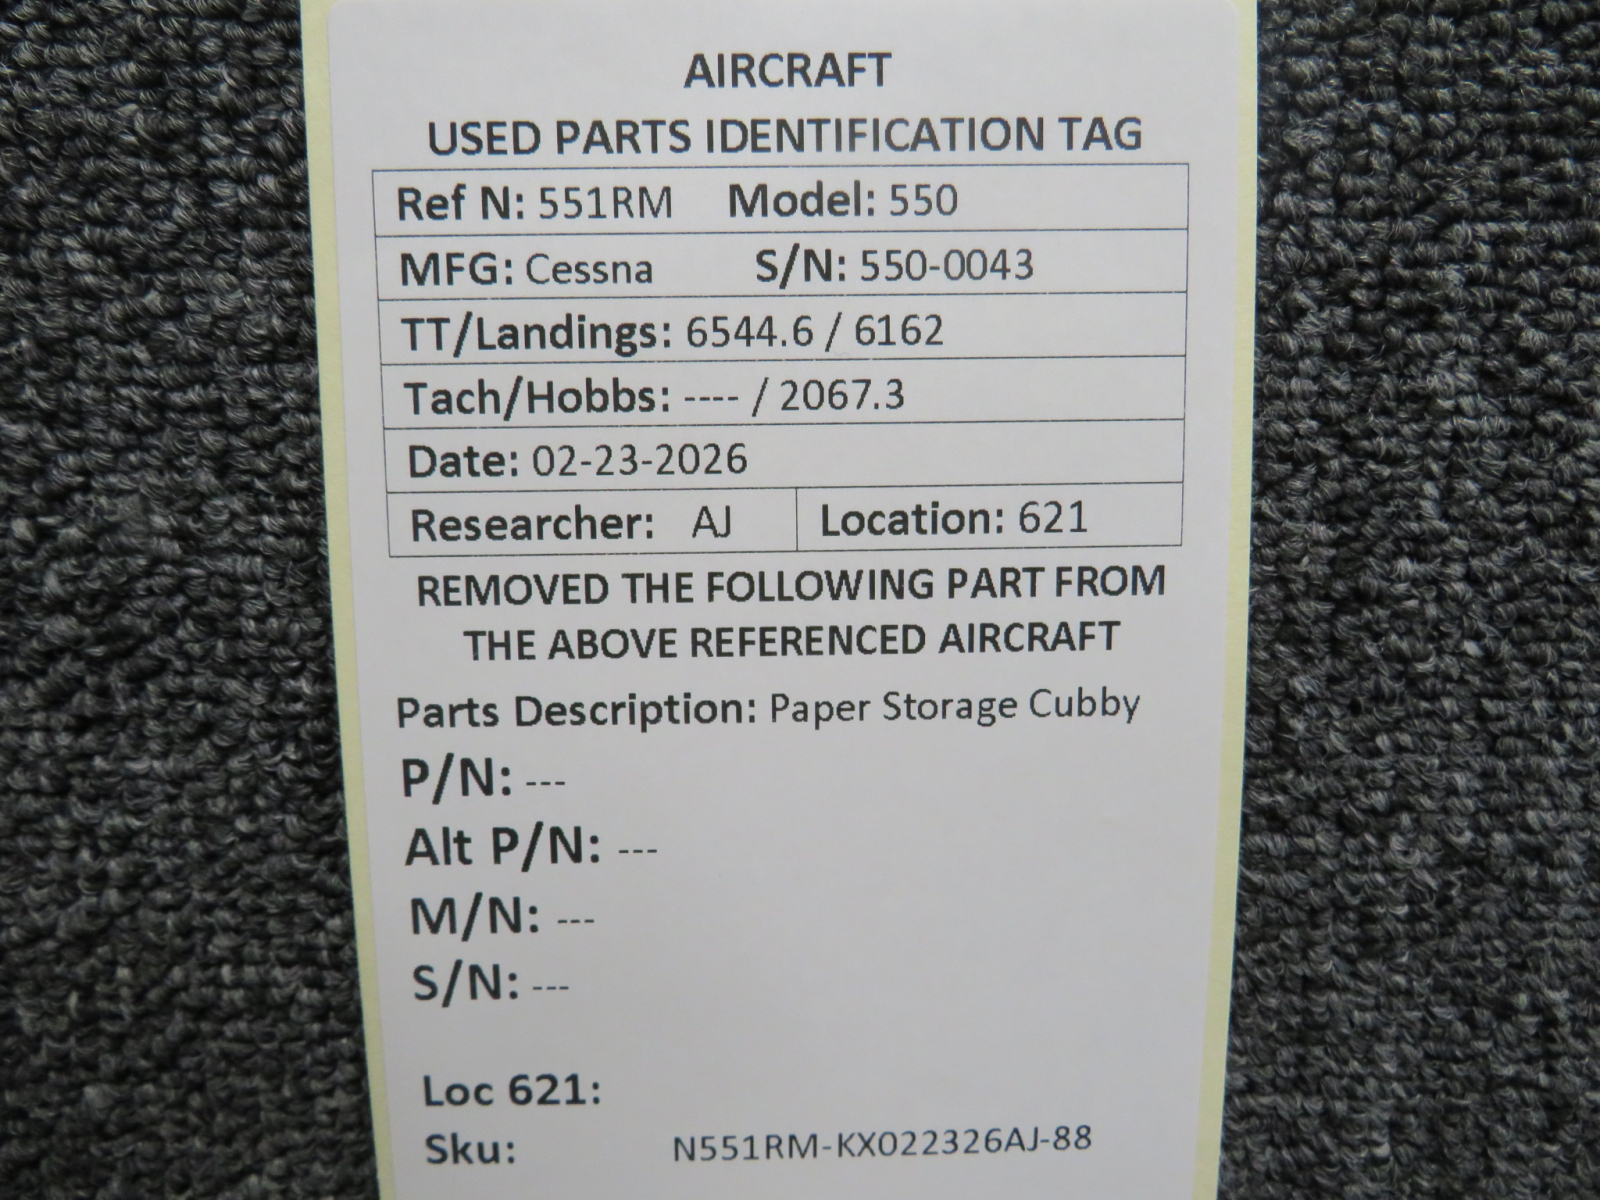 AIRCRAFT
USED PARTS IDENTIFICATION TAG
Ref N: 551RM Model: 550
MFG: Cessna S/N: 550-0043
TT/Landings: 6544.6 / 6162
Tach/Hobbs: ---- / 2067.3
Date: 02-23-2026
Researcher: AJ Location: 621
REMOVED THE FOLLOWING PART FROM
THE ABOVE REFERENCED AIRCRAFT
Parts Description: Paper Storage Cubby
P/N: ---
Alt P/N: ---
M/N: ---
S/N: ---
Loc 621:
Sku: N551RM-KX022326AJ-88